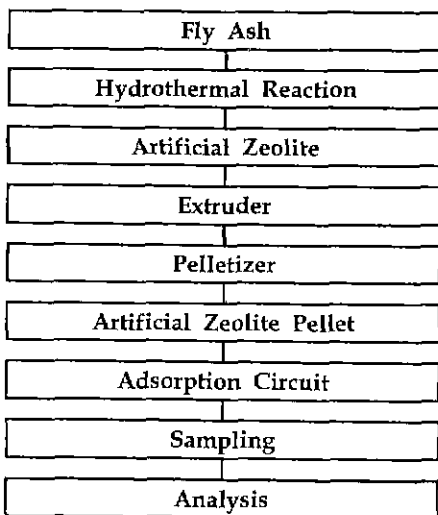 Fly Ash
Hydrothermal Reaction
Artificial Zeolite
Extruder
Pelletizer
Artificial Zeolite Pellet
Adsorption Circuit
Sampling
Analysis